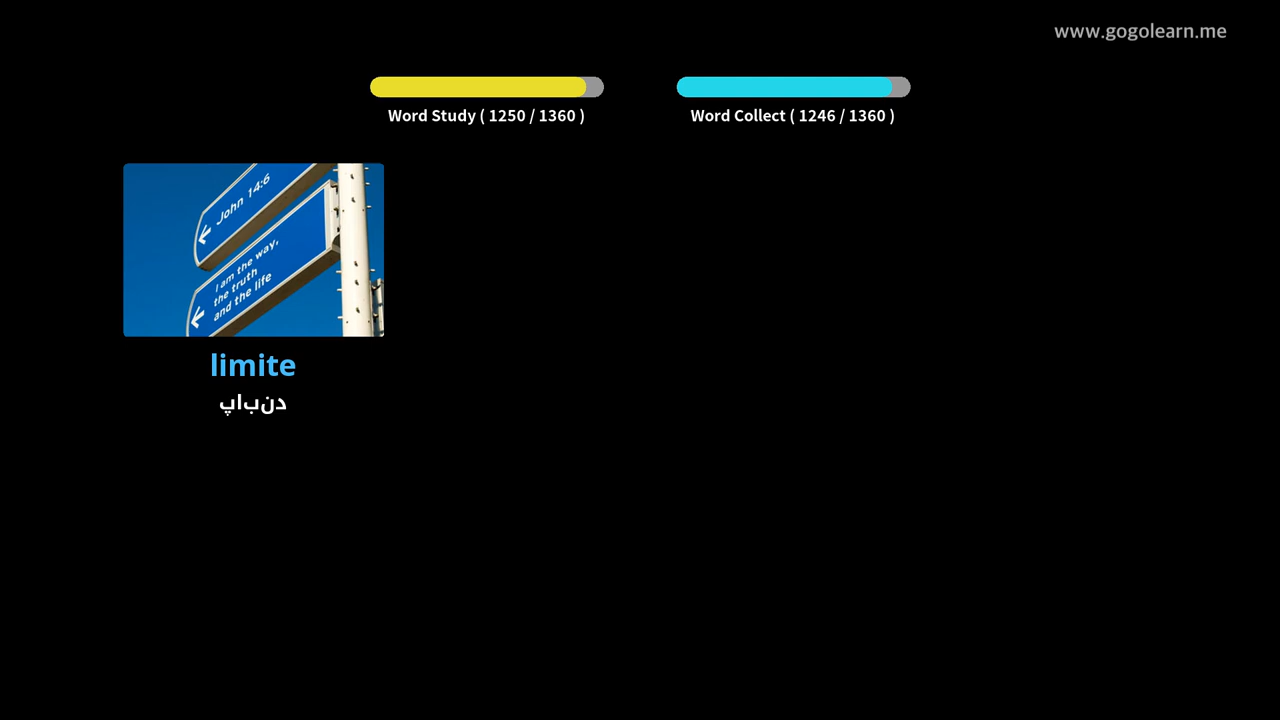 www.gogolearn.me
Word Study ( 1250 / 1360 )
Word Collect ( 1246 / 1360 )
John 14:6
I am the way,
the truth
and the life
limite
دنباپ